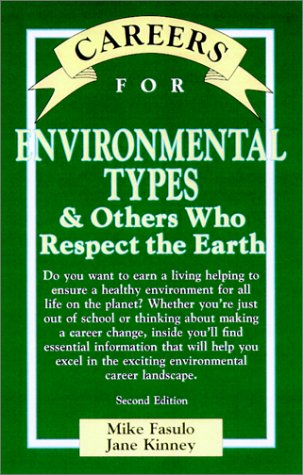 CAREERS
FOR
ENVIRONMENTAL
TYPES
& Others Who
Respect the Earth
Do you want to earn a living helping to
ensure a healthy environment for all
life on the planet? Whether you're just
out of school or thinking about making
a career change, inside you'll find
essential information that will help you
excel in the exciting environmental
career landscape.
Second Edition
Mike Fasulo
Jane Kinney